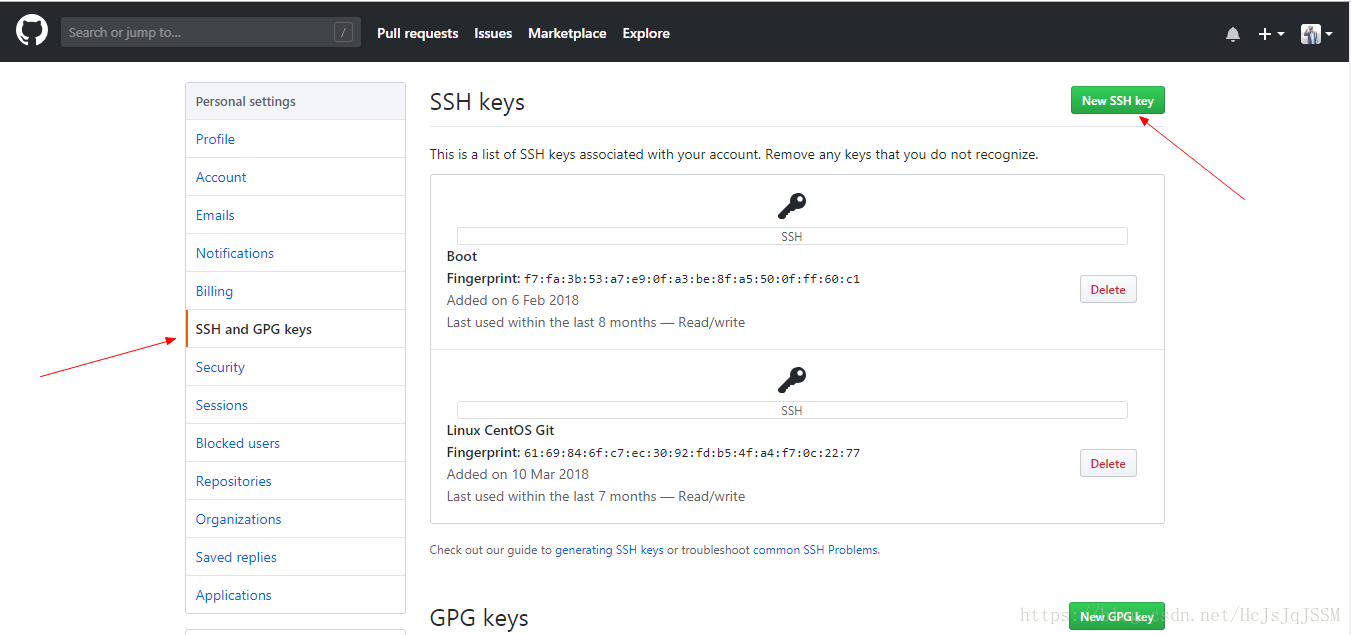 Search or jump to... /
Pull requests Issues Marketplace Explore
Personal settings
Profile
Account
Emails
Notifications
Billing
SSH and GPG keys
Security
Sessions
Blocked users
Repositories
Organizations
Saved replies
Applications
SSH keys
New SSH key
This is a list of SSH keys associated with your account. Remove any keys that you do not recognize.
SSH
Boot
Fingerprint: f7:fa:3b:53:a7:e9:0f:a3:be:8f:a5:50:0f:ff:60:c1
Added on 6 Feb 2018
Last used within the last 8 months — Read/write
Delete
SSH
Linux CentOS Git
Fingerprint: 61:69:84:6f:c7:ec:30:92:fd:b5:4f:a4:f7:0c:22:77
Added on 10 Mar 2018
Last used within the last 7 months — Read/write
Delete
Check out our guide to generating SSH keys or troubleshoot common SSH Problems.
GPG keys
New GPG key
https://blog.csdn.net/HcJsJqJSSM